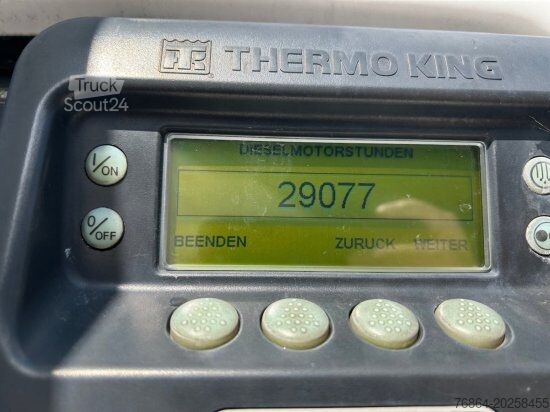 THERMO KING
Truck
Scout24
DIESELMOTORSTUNDEN
I/ON
29077
0/OFF
BEENDEN ZURUCK WEITER
76864-20258455